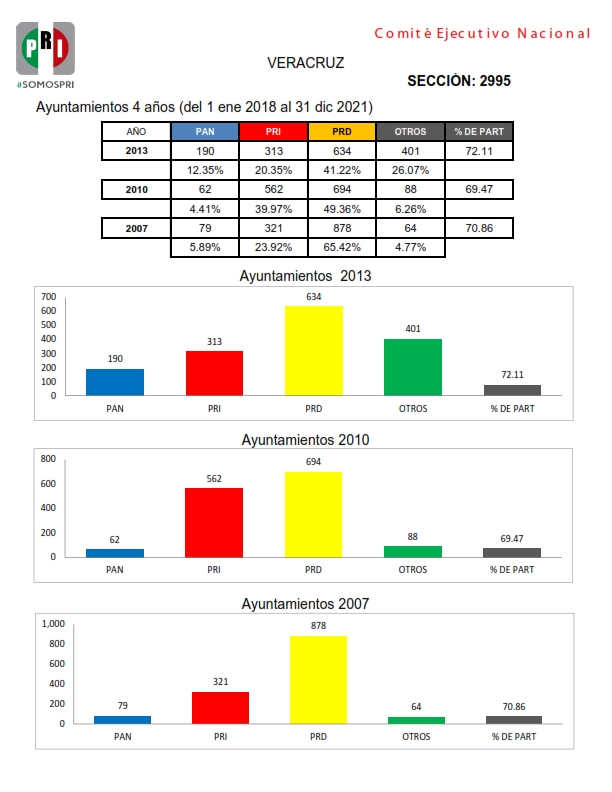 Comité Ejecutivo Nacional
PRI
#SOMOSPRI
VERACRUZ
SECCIÓN: 2995
Ayuntamientos 4 años (del 1 ene 2018 al 31 dic 2021)
AÑO PAN PRI PRD OTROS % DE PART
2013 190 313 634 401 72.11
12.35% 20.35% 41.22% 26.07%
2010 62 562 694 88 69.47
4.41% 39.97% 49.36% 6.26%
2007 79 321 878 64 70.86
5.89% 23.92% 65.42% 4.77%
Ayuntamientos 2013
700
600
500
400
300
200
100
0
190 313 634 401 72.11
PAN PRI PRD OTROS % DE PART
Ayuntamientos 2010
800
600
400
200
0
62 562 694 88 69.47
PAN PRI PRD OTROS % DE PART
Ayuntamientos 2007
1,000
800
600
400
200
0
79 321 878 64 70.86
PAN PRI PRD OTROS % DE PART